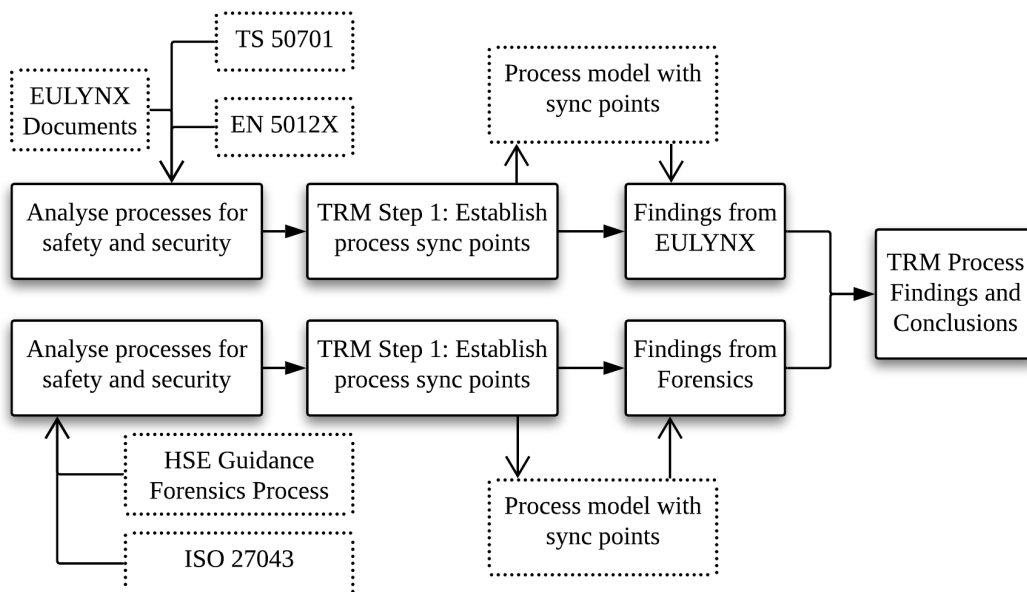 TS 50701
EULYNX
Documents
EN 5012X
Process model with
sync points
Analyse processes for
safety and security
TRM Step 1: Establish
process sync points
Findings from
EULYNX
TRM Process
Findings and
Conclusions
Analyse processes for
safety and security
TRM Step 1: Establish
process sync points
Findings from
Forensics
HSE Guidance
Forensics Process
Process model with
sync points
ISO 27043